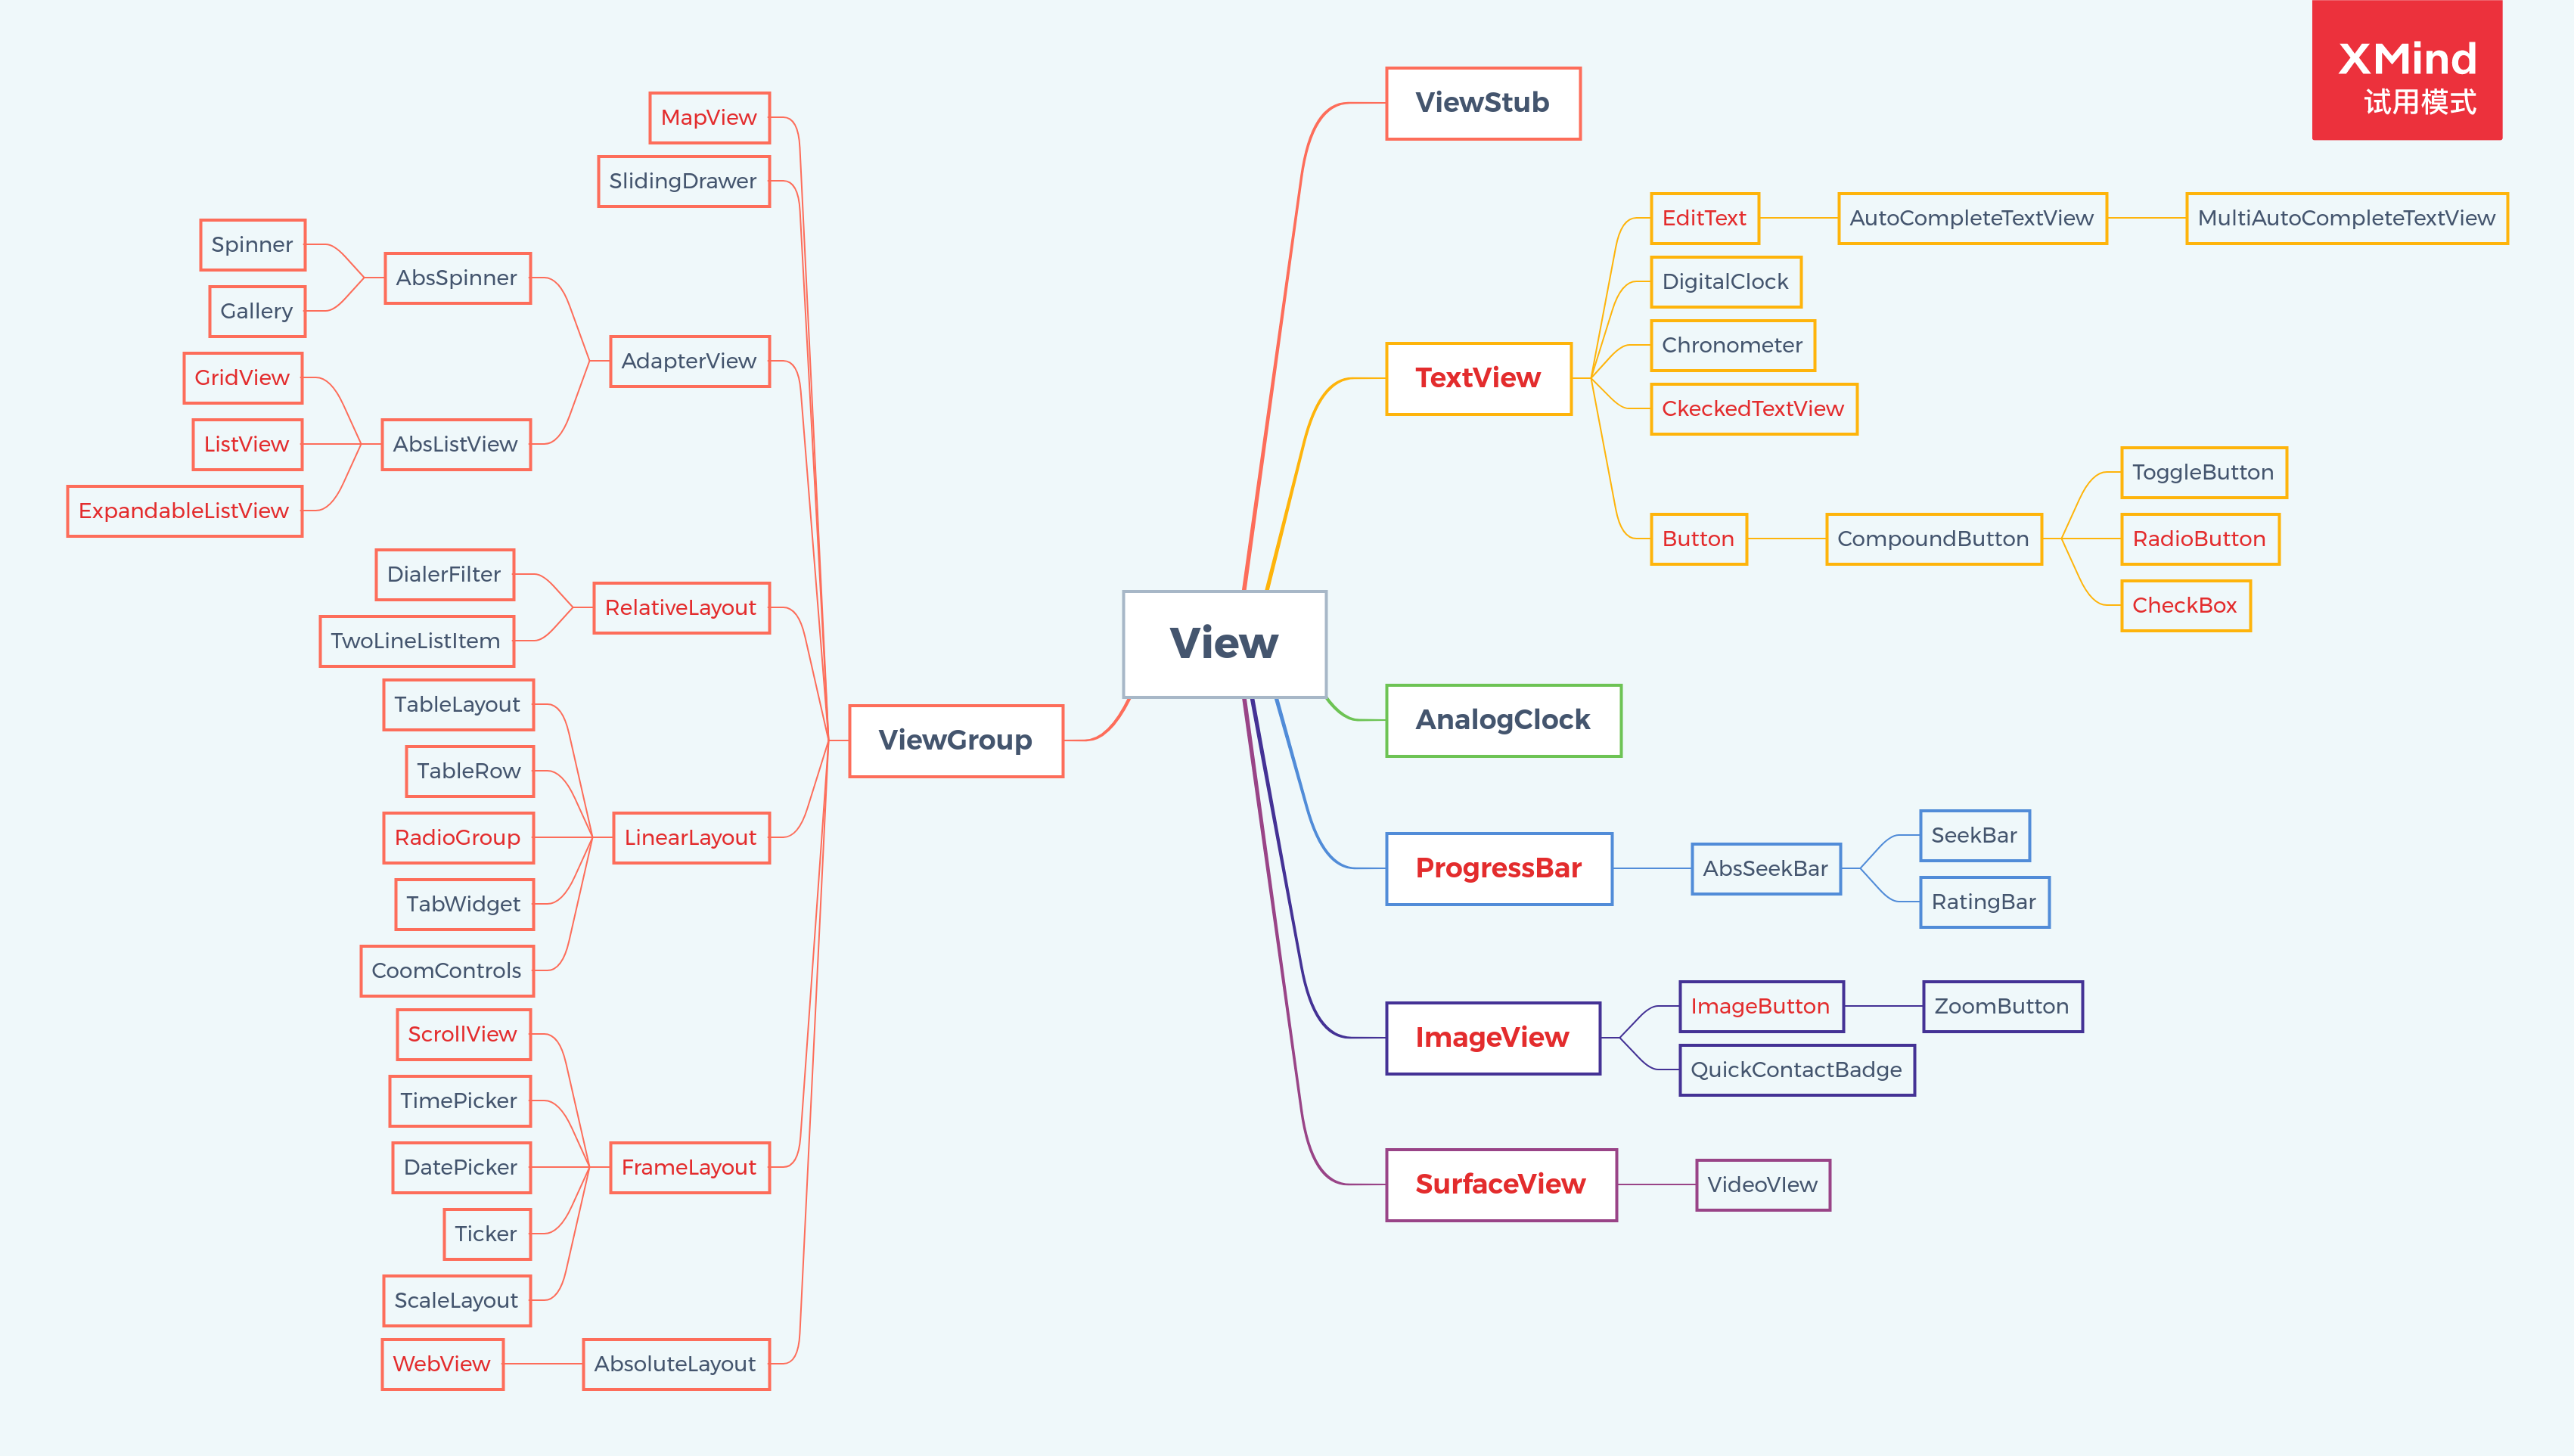 XMind
试用模式
ViewStub
MapView
SlidingDrawer
EditText
AutoCompleteTextView
MultiAutoCompleteTextView
Spinner
AbsSpinner
DigitalClock
Gallery
Chronometer
AdapterView
GridView
TextView
CkeckedTextView
ListView
AbsListView
ToggleButton
ExpandableListView
Button
CompoundButton
RadioButton
DialerFilter
RelativeLayout
CheckBox
TwoLineListItem
View
TableLayout
AnalogClock
ViewGroup
TableRow
RadioGroup
LinearLayout
SeekBar
ProgressBar
AbsSeekBar
TabWidget
RatingBar
CoomControls
ScrollView
ImageView
ImageButton
ZoomButton
QuickContactBadge
TimePicker
DatePicker
FrameLayout
SurfaceView
VideoVIew
Ticker
ScaleLayout
WebView
AbsoluteLayout